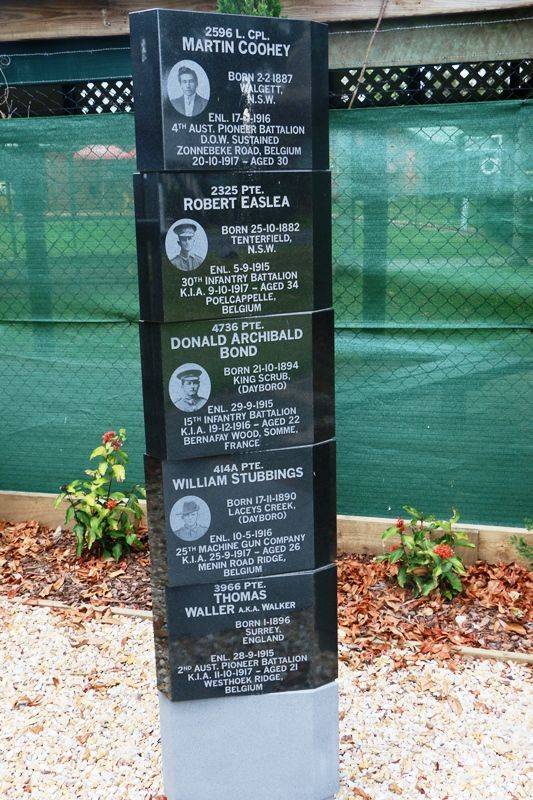 2596 L. CPL.
MARTIN COOHEY
BORN 2-2-1887
WALGETT,
N.S.W.
ENL. 17- -1916
4TH AUST. PIONEER BATTALION
D.O.W. SUSTAINED
ZONNEBEKE ROAD, BELGIUM
20-10-1917 – AGED 30
2325 PTE.
ROBERT EASLEA
BORN 25-10-1882
TENTERFIELD,
N.S.W.
ENL. 5-9-1915
30TH INFANTRY BATTALION
K.I.A. 9-10-1917 – AGED 34
POELCAPPELLE,
BELGIUM
4736 PTE.
DONALD ARCHIBALD
BOND
BORN 21-10-1894
KING SCRUB,
(DAYBORO)
ENL. 29-9-1915
15TH INFANTRY BATTALION
K.I.A. 19-12-1916 – AGED 22
BERNAFAY WOOD, SOMME,
FRANCE
414A PTE.
WILLIAM STUBBINGS
BORN 17-11-1890
LACEYS CREEK,
(DAYBORO)
ENL. 10-5-1916
25TH MACHINE GUN COMPANY
K.I.A. 25-9-1917 – AGED 26
MENIN ROAD RIDGE,
BELGIUM
3966 PTE.
THOMAS
WALLER A.K.A. WALKER
BORN 1-1896
SURREY,
ENGLAND
ENL. 28-9-1915
2ND AUST. PIONEER BATTALION
K.I.A. 11-10-1917 – AGED 21
WESTHOEK RIDGE,
BELGIUM